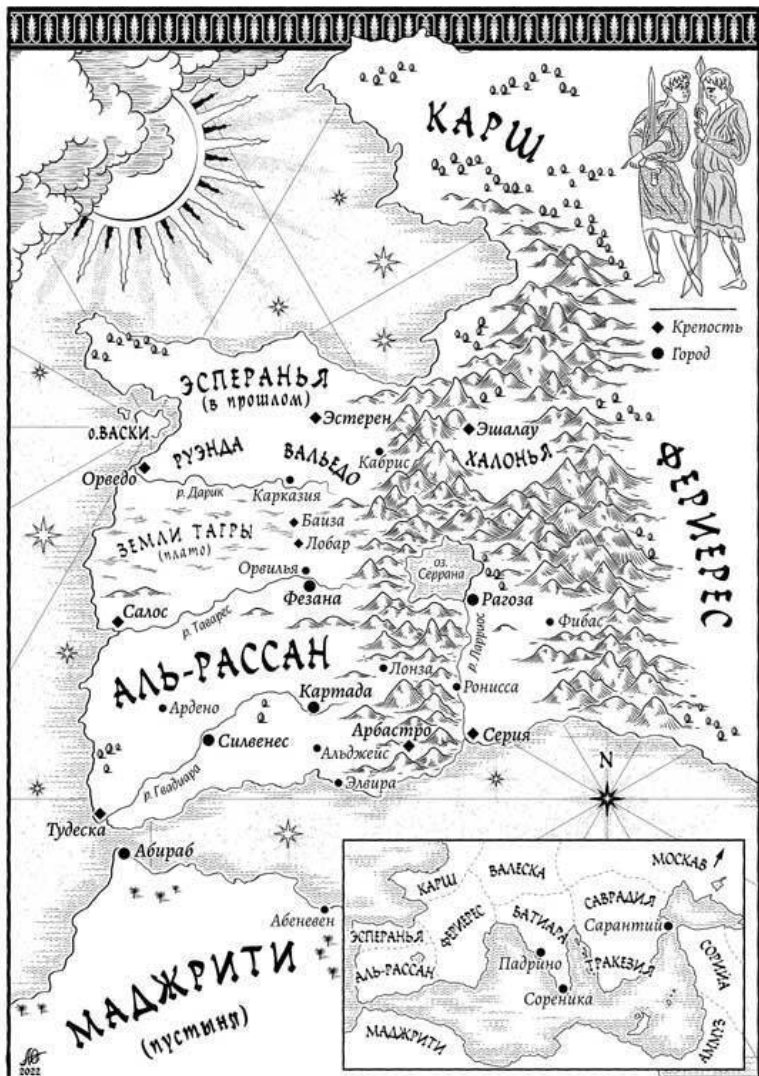 КАРШ
Крепость
Город
ЭСПЕРАНЬЯ
(в прошлом)
Эстерен
Эшалау
о. ВАСКИ
РУЭНДА
ВАЛЬЕДО
Кабрис
ХАЛОНЬЯ
ФЕРИЕРЕС
Орведо
р. Дарик
Карказия
ЗЕМЛИ ТАГРЫ
(плато)
Баиза
Лобар
Орвилья
Фезана
оз.
Серрана
Рагоза
Салос
р. Таварес
р. Ларриос
Фибас
АЛЬ-РАССАН
Лонза
Ронисса
Ардено
Картада
Силвенес
Альджейс
Арбастро
Серия
р. Гвадиара
Элвира
N
Тудеска
Абираб
Абеневен
МАДЖРИТИ
(пустыня)
КАРШ
ВАЛЕСКА
МОСКАВ
САВРАДИЯ
Сарантий
ФЕРИЕРЕС
БАТИАРА
ЭСПЕРАНЬЯ
АЛЬ-РАССАН
Падрино
ТРАКЕЗИЯ
СОРИЙА
Сореника
МАДЖРИТИ
АММУЗ
2022